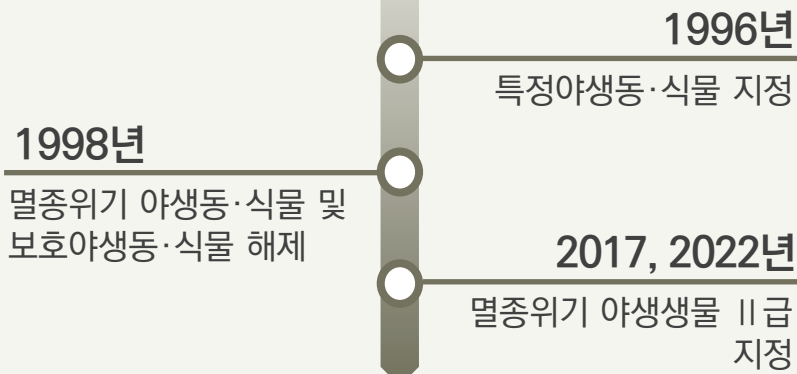 1996년
특정야생동·식물 지정
1998년
멸종위기 야생동·식물 및
보호야생동·식물 해제
2017, 2022년
멸종위기 야생생물 Ⅱ급
지정